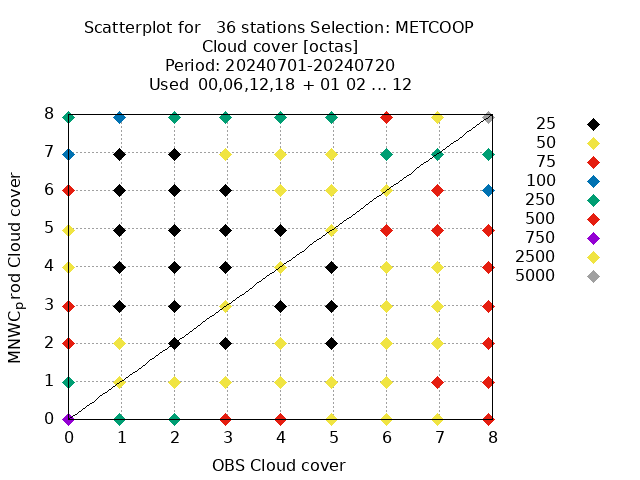 Scatterplot for 36 stations Selection: METCOOP
Cloud cover [octas]
Period: 20240701-20240720
Used 00,06,12,18 + 01 02 ... 12
8
7
6
5
4
3
2
1
0
MNWC_prod Cloud cover
0 1 2 3 4 5 6 7 8
OBS Cloud cover
25
50
75
100
250
500
750
2500
5000